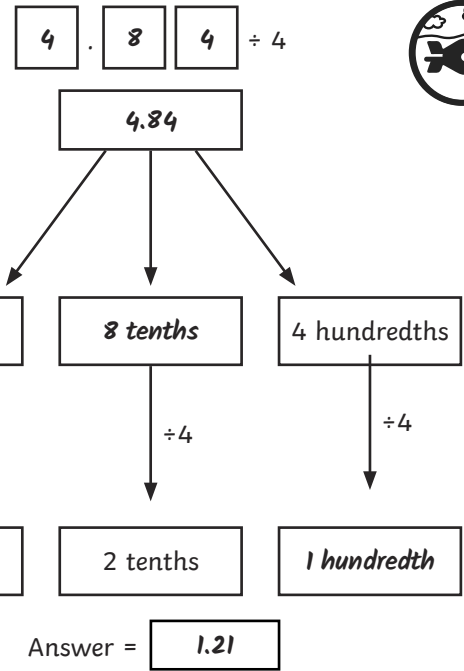 4 . 8 4 ÷ 4
4.84
8 tenths 4 hundredths
÷4 ÷4
2 tenths 1 hundredth
Answer = 1.21